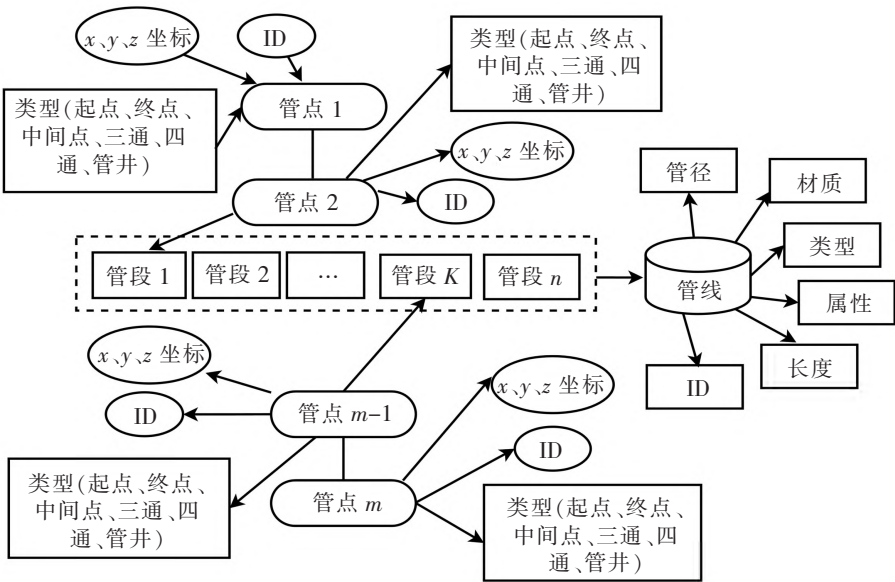 x、y、z 坐标
ID
类型(起点、终点、
中间点、三通、四
通、管井)
管点 1
类型(起点、终点、
中间点、三通、四
通、管井)
x、y、z 坐标
管点 2
ID
管径
材质
类型
管段 1
管段 2
…
管段 K
管段 n
管线
属性
长度
ID
x、y、z 坐标
ID
管点 m-1
x、y、z 坐标
ID
类型(起点、终点、
中间点、三通、四
通、管井)
管点 m
类型(起点、终点、
中间点、三通、四
通、管井)